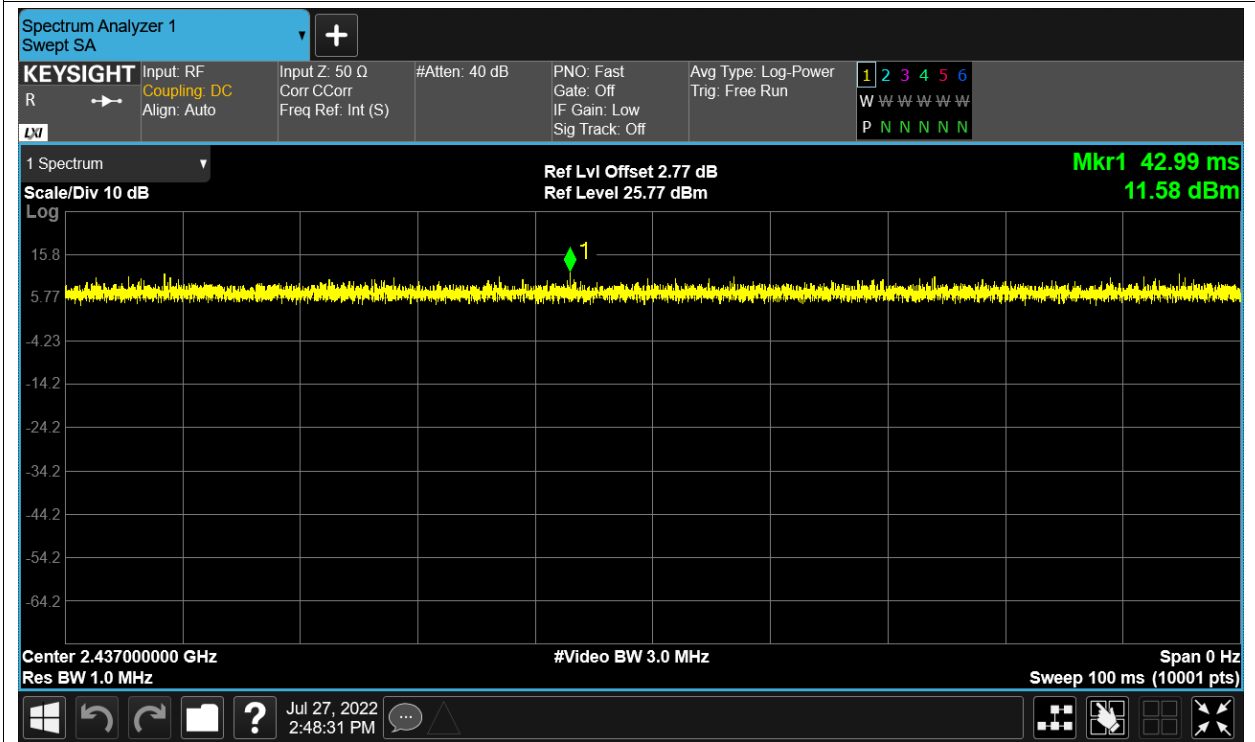 Spectrum Analyzer 1
Swept SA
KEYSIGHT
R
LXI
Input: RF
Coupling: DC
Align: Auto
Input Z: 50 Ω
Corr CCorr
Freq Ref: Int (S)
#Atten: 40 dB
PNO: Fast
Gate: Off
IF Gain: Low
Sig Track: Off
Avg Type: Log-Power
Trig: Free Run
1 2 3 4 5 6
W W W W W W
P N N N N N
1 Spectrum
Scale/Div 10 dB
Log
Ref Lvl Offset 2.77 dB
Ref Level 25.77 dBm
Mkr1 42.99 ms
11.58 dBm
1
15.8
5.77
-4.23
-14.2
-24.2
-34.2
-44.2
-54.2
-64.2
Center 2.437000000 GHz
Res BW 1.0 MHz
#Video BW 3.0 MHz
Span 0 Hz
Sweep 100 ms (10001 pts)
?
Jul 27, 2022
2:48:31 PM